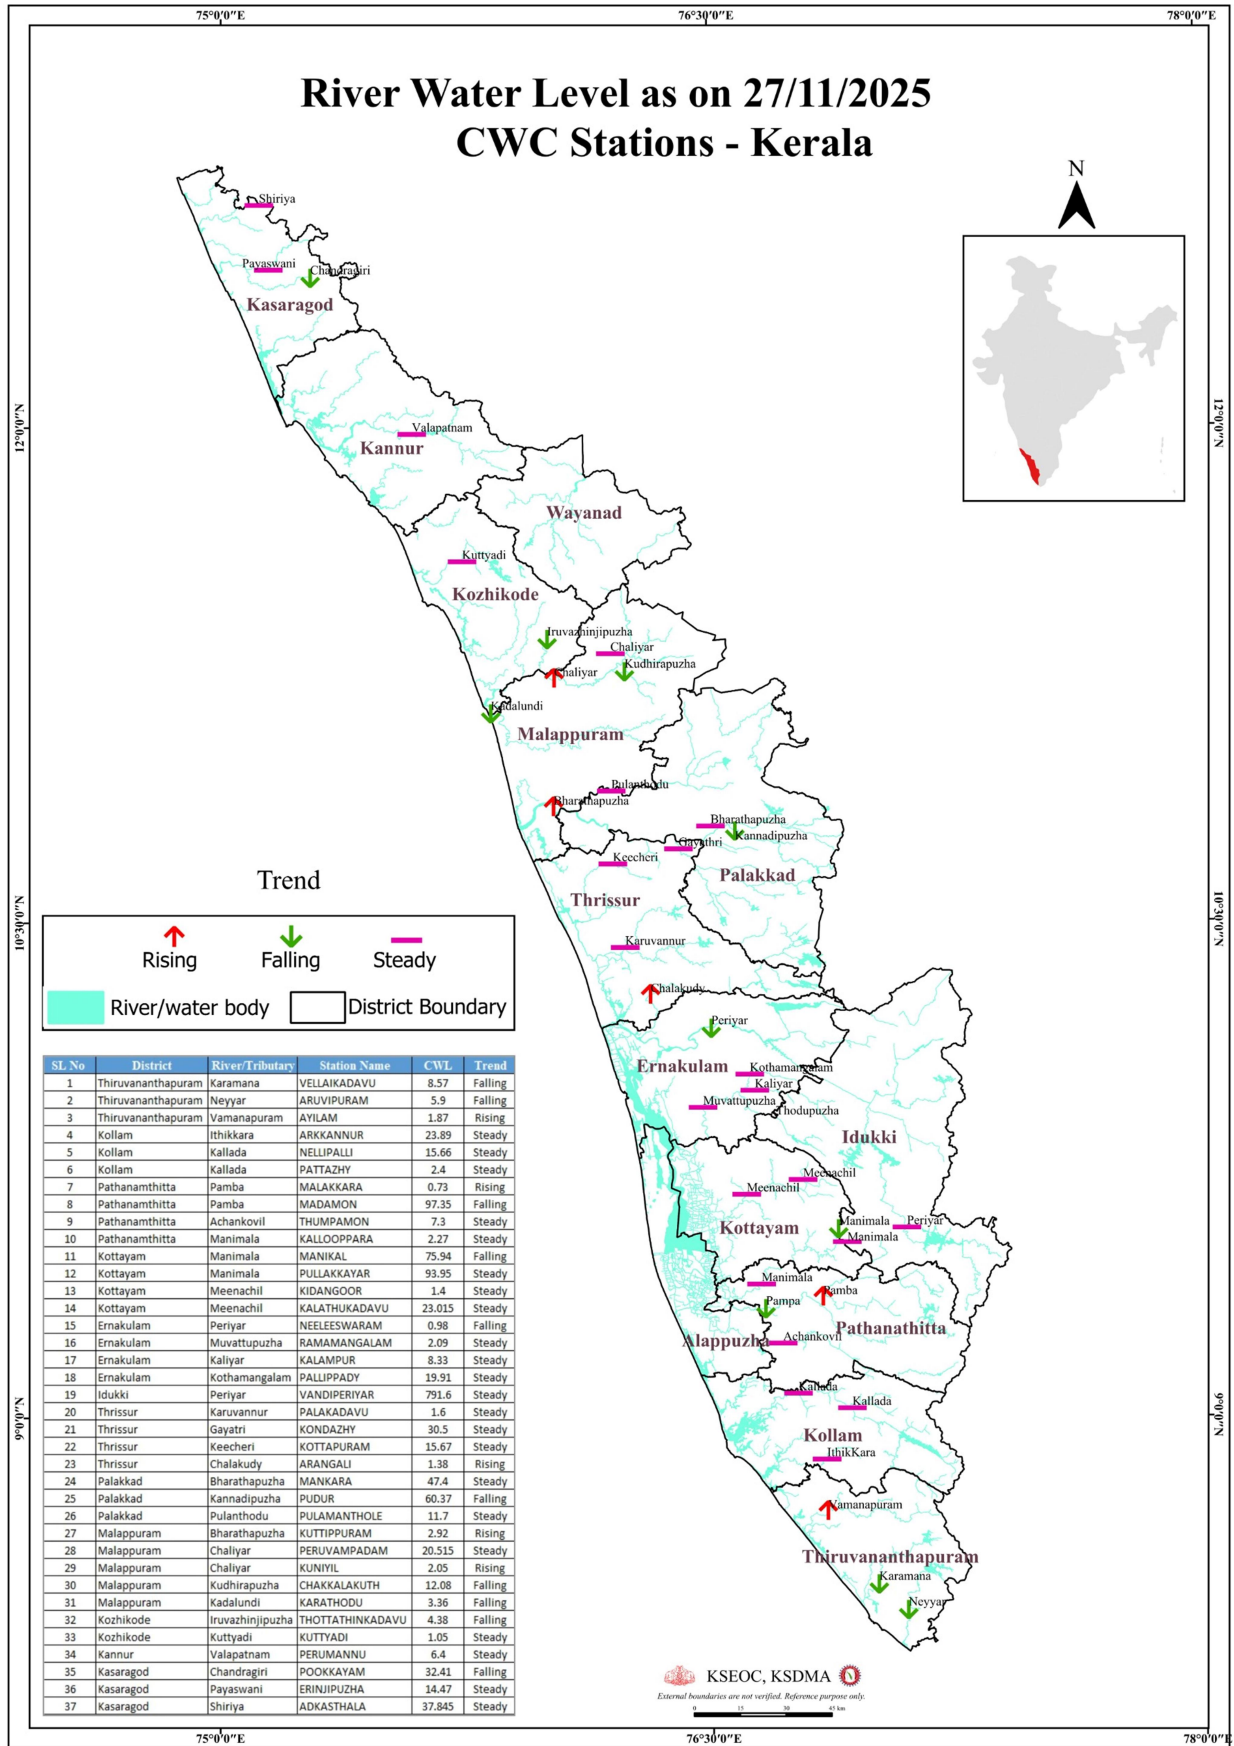 75°0'0"E 76°30'0"E 78°0'0"E
River Water Level as on 27/11/2025
CWC Stations - Kerala
N
Shiriya
Payaswani
Chandragiri
Kasaragod
12°0'0"N 12°0'0"N
Valapatnam
Kannur
Wayanad
Kuttyadi
Kozhikode
Iruvazhinjipuzha
Chaliyar
Kudhirapuzha
Chaliyar
Kadalundi
Malappuram
Pulanthodu
Bharathapuzha
Bharathapuzha
Kannadipuzha
Gayathri
Keecheri
Palakkad
Thrissur
10°30'0"N 10°30'0"N
Karuvannur
Chalakudy
Periyar
Ernakulam
Kothamangalam
Kaliyar
Muvattupuzha
Thodupuzha
Idukki
Meenachil
Meenachil
Manimala
Periyar
Kottayam
Manimala
Manimala
Pamba
Pampa
Pathanathitta
Achankovil
Alappuzha
Kallada
Kallada
9°0'0"N 9°0'0"N
Kollam
IthikKara
Vamanapuram
Thiruvananthapuram
Karamana
Neyyar
Trend
Rising Falling Steady
River/water body District Boundary
SL No District River/Tributary Station Name CWL Trend
1 Thiruvananthapuram Karamana VELLAIKADAVU 8.57 Falling
2 Thiruvananthapuram Neyyar ARUVIPURAM 5.9 Falling
3 Thiruvananthapuram Vamanapuram AYILAM 1.87 Rising
4 Kollam Ithikkara ARKKANNUR 23.89 Steady
5 Kollam Kallada NELLIPALLI 15.66 Steady
6 Kollam Kallada PATTAZHY 2.4 Steady
7 Pathanamthitta Pamba MALAKKARA 0.73 Rising
8 Pathanamthitta Pamba MADAMON 97.35 Falling
9 Pathanamthitta Achankovil THUMPAMON 7.3 Steady
10 Pathanamthitta Manimala KALLOOPPARA 2.27 Steady
11 Kottayam Manimala MANIKAL 75.94 Falling
12 Kottayam Manimala PULLAKKAYAR 93.95 Steady
13 Kottayam Meenachil KIDANGOOR 1.4 Steady
14 Kottayam Meenachil KALATHUKADAVU 23.015 Steady
15 Ernakulam Periyar NEELEESWARAM 0.98 Falling
16 Ernakulam Muvattupuzha RAMAMANGALAM 2.09 Steady
17 Ernakulam Kaliyar KALAMPUR 8.33 Steady
18 Ernakulam Kothamangalam PALLIPPADY 19.91 Steady
19 Idukki Periyar VANDIPERIYAR 791.6 Steady
20 Thrissur Karuvannur PALAKADAVU 1.6 Steady
21 Thrissur Gayatri KONDAZHY 30.5 Steady
22 Thrissur Keecheri KOTTAPURAM 15.67 Steady
23 Thrissur Chalakudy ARANGALI 1.38 Rising
24 Palakkad Bharathapuzha MANKARA 47.4 Steady
25 Palakkad Kannadipuzha PUDUR 60.37 Falling
26 Palakkad Pulanthodu PULAMANTHOLE 11.7 Steady
27 Malappuram Bharathapuzha KUTTIPPURAM 2.92 Rising
28 Malappuram Chaliyar PERUVAMPADAM 20.515 Steady
29 Malappuram Chaliyar KUNIYIL 2.05 Rising
30 Malappuram Kudhirapuzha CHAKKALAKUTH 12.08 Falling
31 Malappuram Kadalundi KARATHODU 3.36 Falling
32 Kozhikode Iruvazhinjipuzha THOTTATHINKADAVU 4.38 Falling
33 Kozhikode Kuttyadi KUTTYADI 1.05 Steady
34 Kannur Valapatnam PERUMANNU 6.4 Steady
35 Kasaragod Chandragiri POOKKAYAM 32.41 Falling
36 Kasaragod Payaswani ERINJIPUZHA 14.47 Steady
37 Kasaragod Shiriya ADKASTHALA 37.845 Steady
KSEOC, KSDMA
External boundaries are not verified. Reference purpose only.
0 15 30 45 km
75°0'0"E 76°30'0"E 78°0'0"E